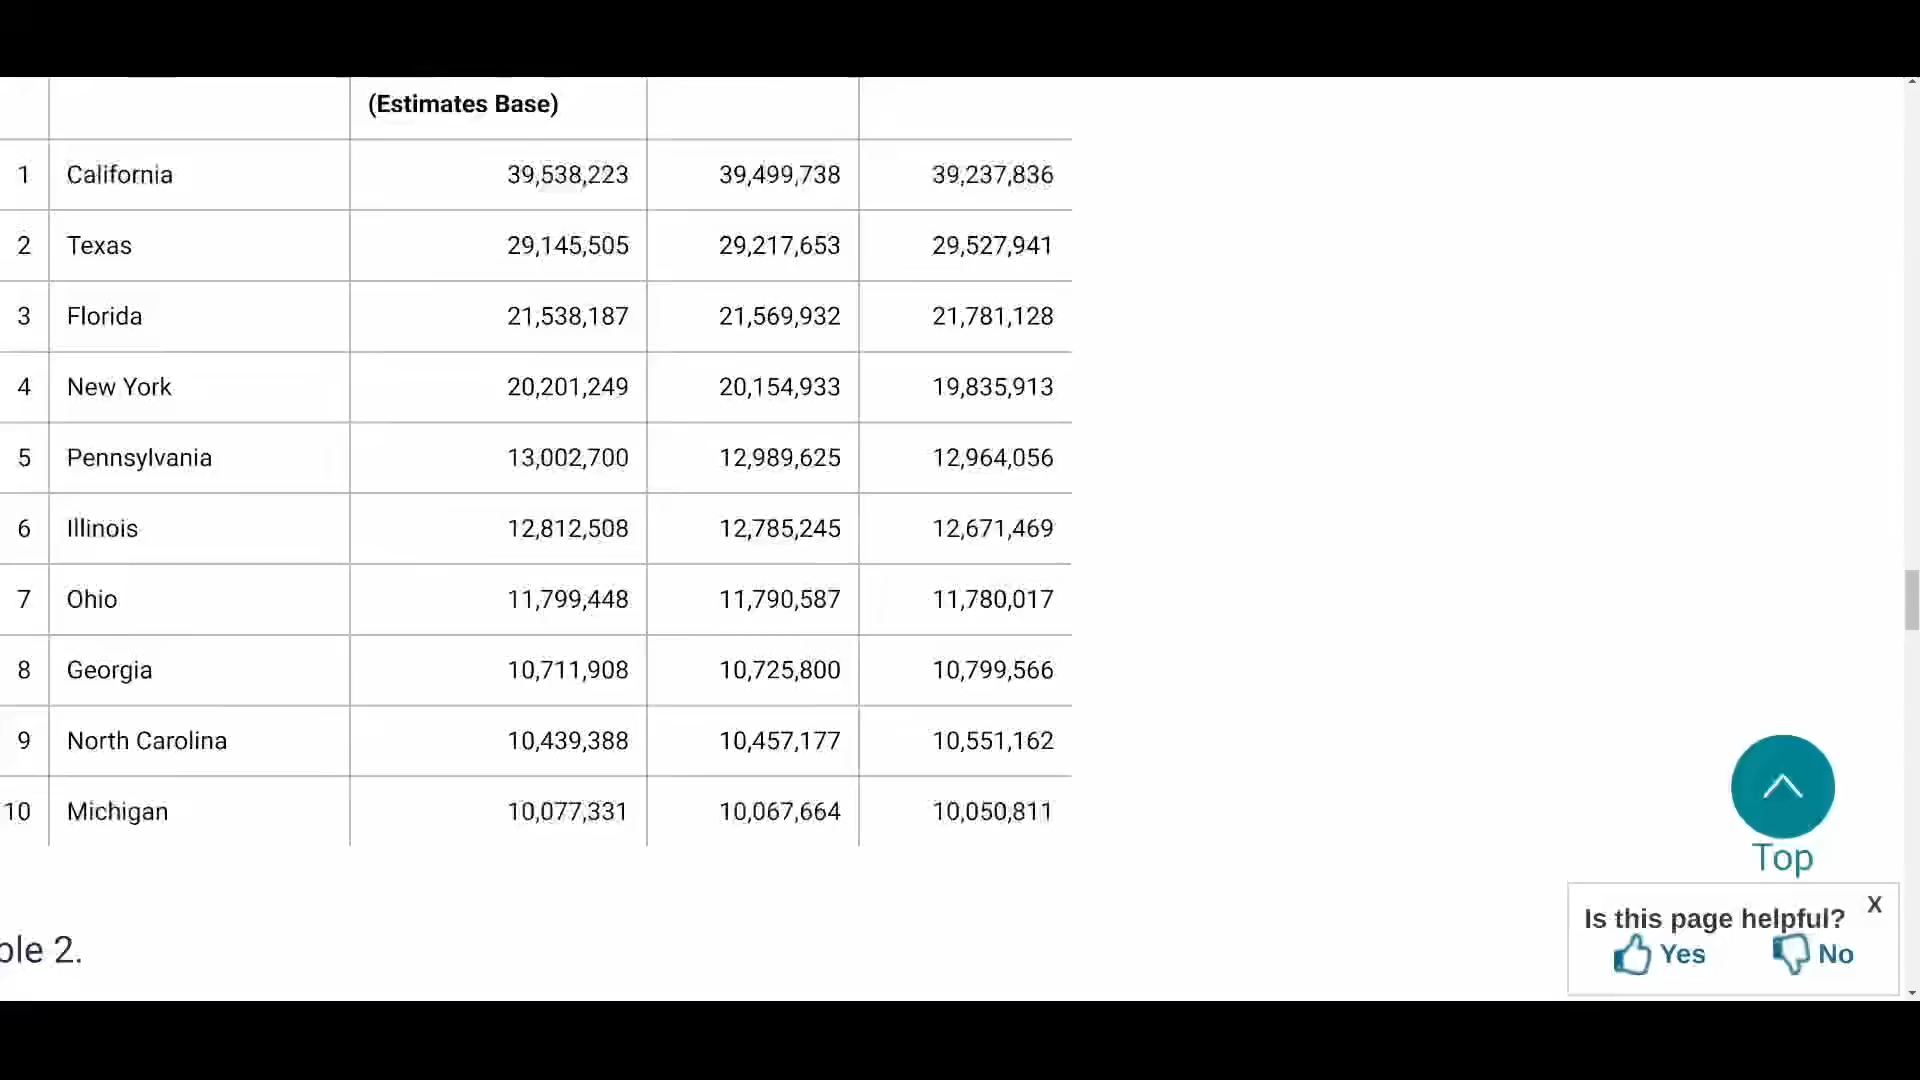 (Estimates Base)
1 California 39,538,223 39,499,738 39,237,836
2 Texas 29,145,505 29,217,653 29,527,941
3 Florida 21,538,187 21,569,932 21,781,128
4 New York 20,201,249 20,154,933 19,835,913
5 Pennsylvania 13,002,700 12,989,625 12,964,056
6 Illinois 12,812,508 12,785,245 12,671,469
7 Ohio 11,799,448 11,790,587 11,780,017
8 Georgia 10,711,908 10,725,800 10,799,566
9 North Carolina 10,439,388 10,457,177 10,551,162
10 Michigan 10,077,331 10,067,664 10,050,811
ble 2.
Top
Is this page helpful? X
Yes No